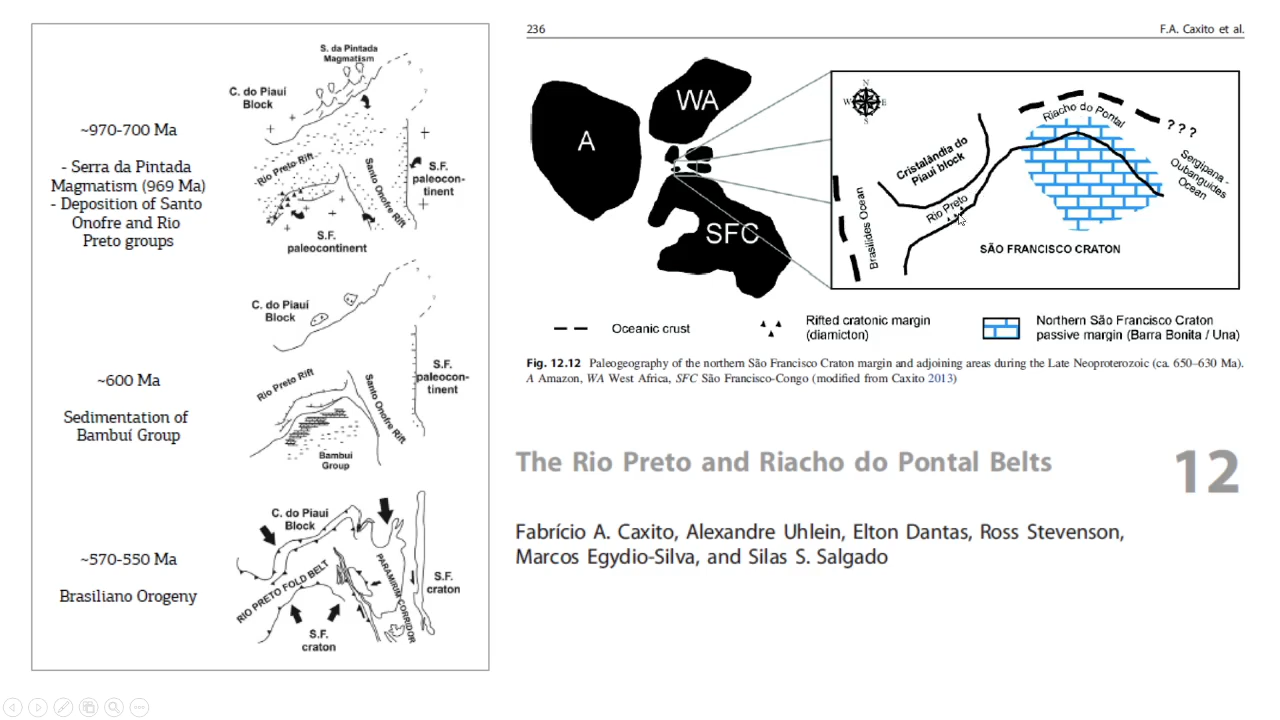 S. da Pintada
Magmatism
C. do Piauí
Block
~970-700 Ma
- Serra da Pintada
Magmatism (969 Ma)
- Deposition of Santo
Onofre and Rio
Preto groups
Rio Preto Rift
Santo Onofre Rift
S.F.
paleocon-
tinent
S.F.
paleocontinent
C. do Piauí
Block
~600 Ma
Sedimentation of
Bambuí Group
Rio Preto Rift
Santo Onofre Rift
S.F.
paleocon-
tinent
Bambuí
Group
C. do Piauí
Block
~570-550 Ma
Brasiliano Orogeny
RIO PRETO FOLD BELT
PARAMIRIM CORRIDOR
S.F.
craton
S.F.
craton
236
F.A. Caxito et al.
A
WA
SFC
N
W
E
S
Brasilides Ocean
Cristalândia do
Piauí block
Rio Preto
Riacho do Pontal
? ? ?
Sergipana -
Oubanguides
Ocean
SÃO FRANCISCO CRATON
Oceanic crust
Rifted cratonic margin
(diamicton)
Northern São Francisco Craton
passive margin (Barra Bonita / Una)
Fig. 12.12 Paleogeography of the northern São Francisco Craton margin and adjoining areas during the Late Neoproterozoic (ca. 650–630 Ma).
A Amazon, WA West Africa, SFC São Francisco-Congo (modified from Caxito 2013)
The Rio Preto and Riacho do Pontal Belts
12
Fabrício A. Caxito, Alexandre Uhlein, Elton Dantas, Ross Stevenson,
Marcos Egydio-Silva, and Silas S. Salgado